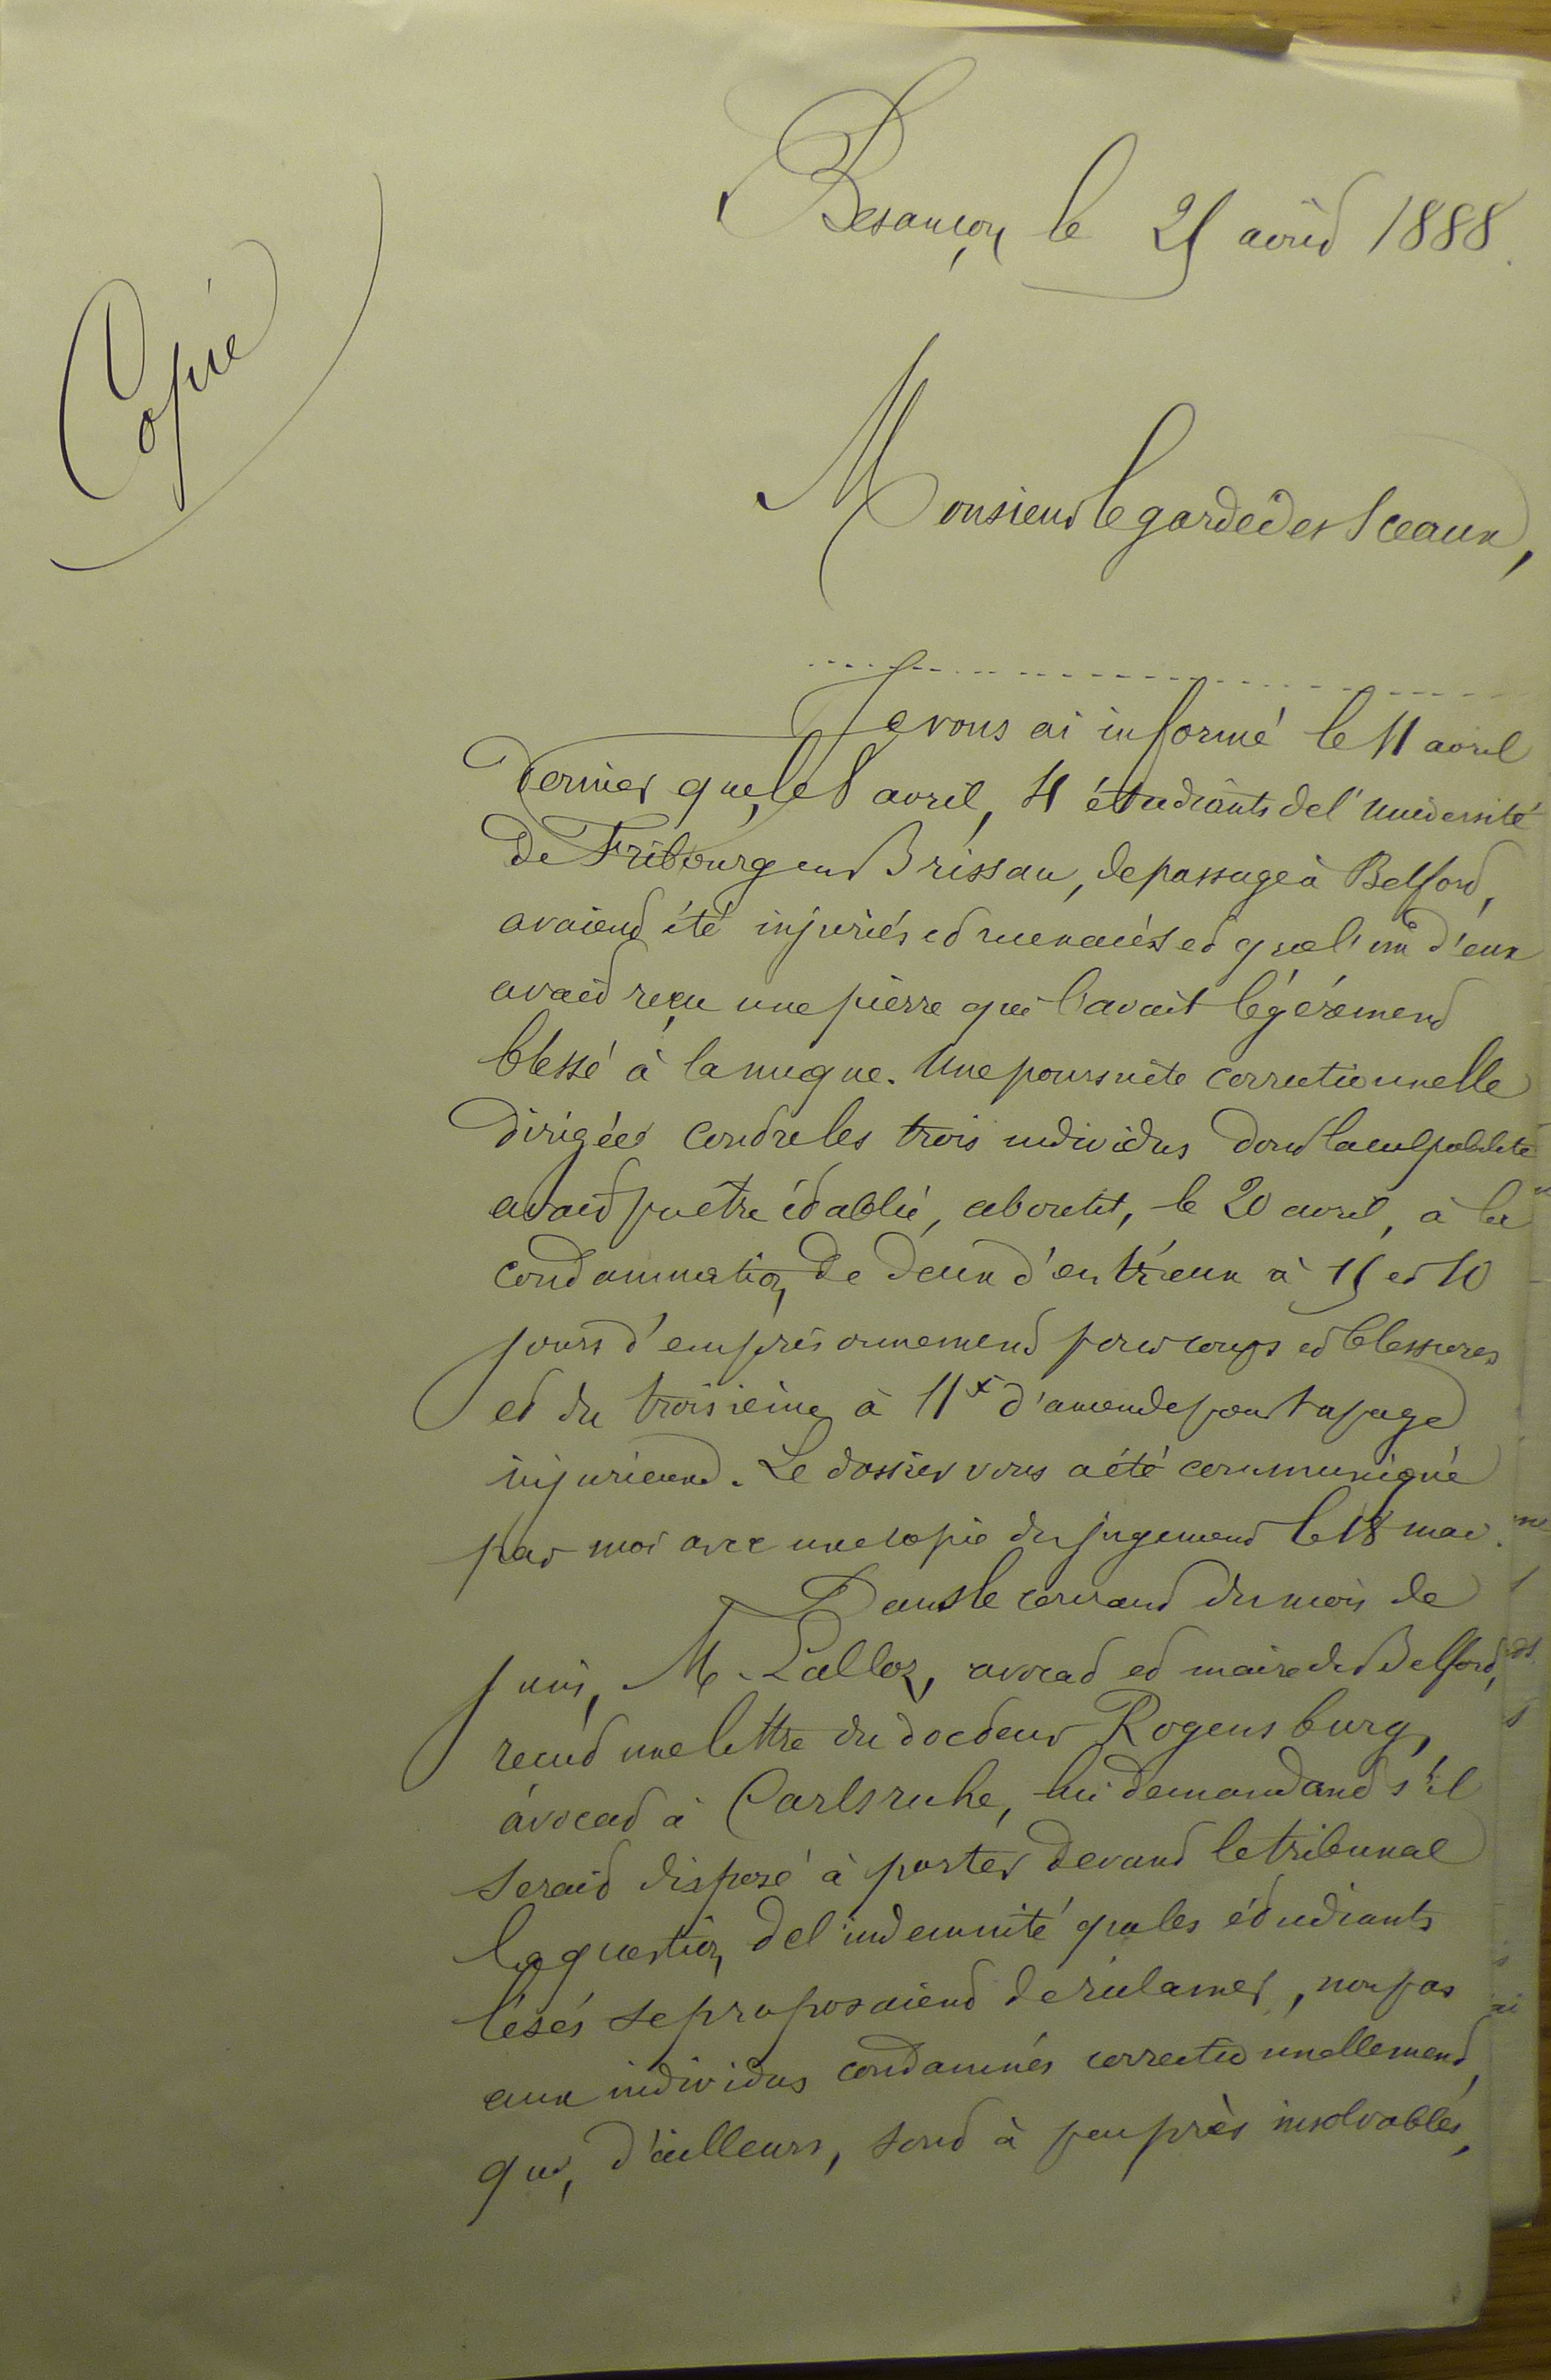 Copie
Besançon le 25 août 1888.
Monsieur le garde des Sceaux,
Je vous ai informé le 11 avril
dernier que, le 8 avril, 4 étudiants de l'Université
de Fribourg en Brissau, de passage à Belfort,
avaient été injuriés et menacés et que l'un d'eux
avait reçu une pierre qui l'avait légèrement
blessé à la nuque. Une poursuite correctionnelle
dirigée contre les trois individus dont la culpabilité
avait pu être établie, aboutit, le 20 avril, à la
condamnation de deux d'entr'eux à 15 et 10
jours d'emprisonnement pour coups et blessures
et du troisième à 11f d'amende pour tapage
injurieux. Le dossier vous a été communiqué
par moi avec une copie du jugement le 18 mai.
Dans le courant du mois de
juin, M. Lalloz, avocat et maire de Belfort,
reçut une lettre du docteur Rogensburg,
avocat à Carlsruhe, lui demandant s'il
serait disposé à porter devant le tribunal
la question de l'indemnité que les étudiants
lésés se proposaient de réclamer, non pas
aux individus condamnés correctionnellement,
qui, d'ailleurs, sont à peu près insolvables,